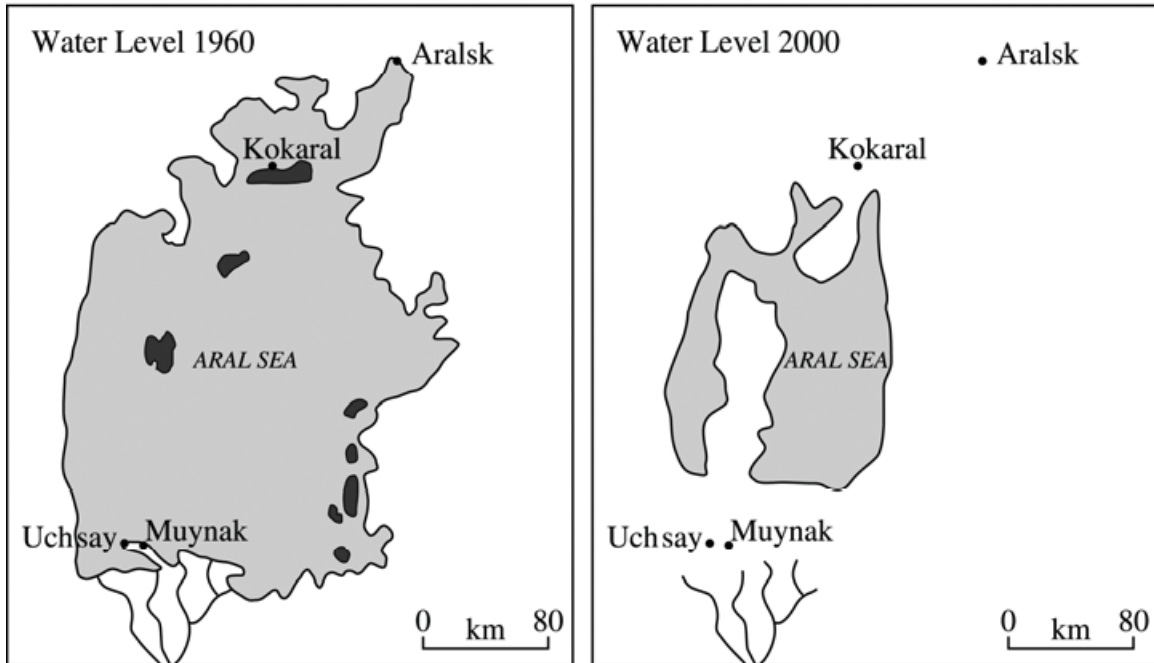 Water Level 1960
Aralsk
Kokaral
ARAL SEA
Uchsay
Muynak
0 80
km
Water Level 2000
Aralsk
Kokaral
ARAL SEA
Uchsay
Muynak
0 80
km